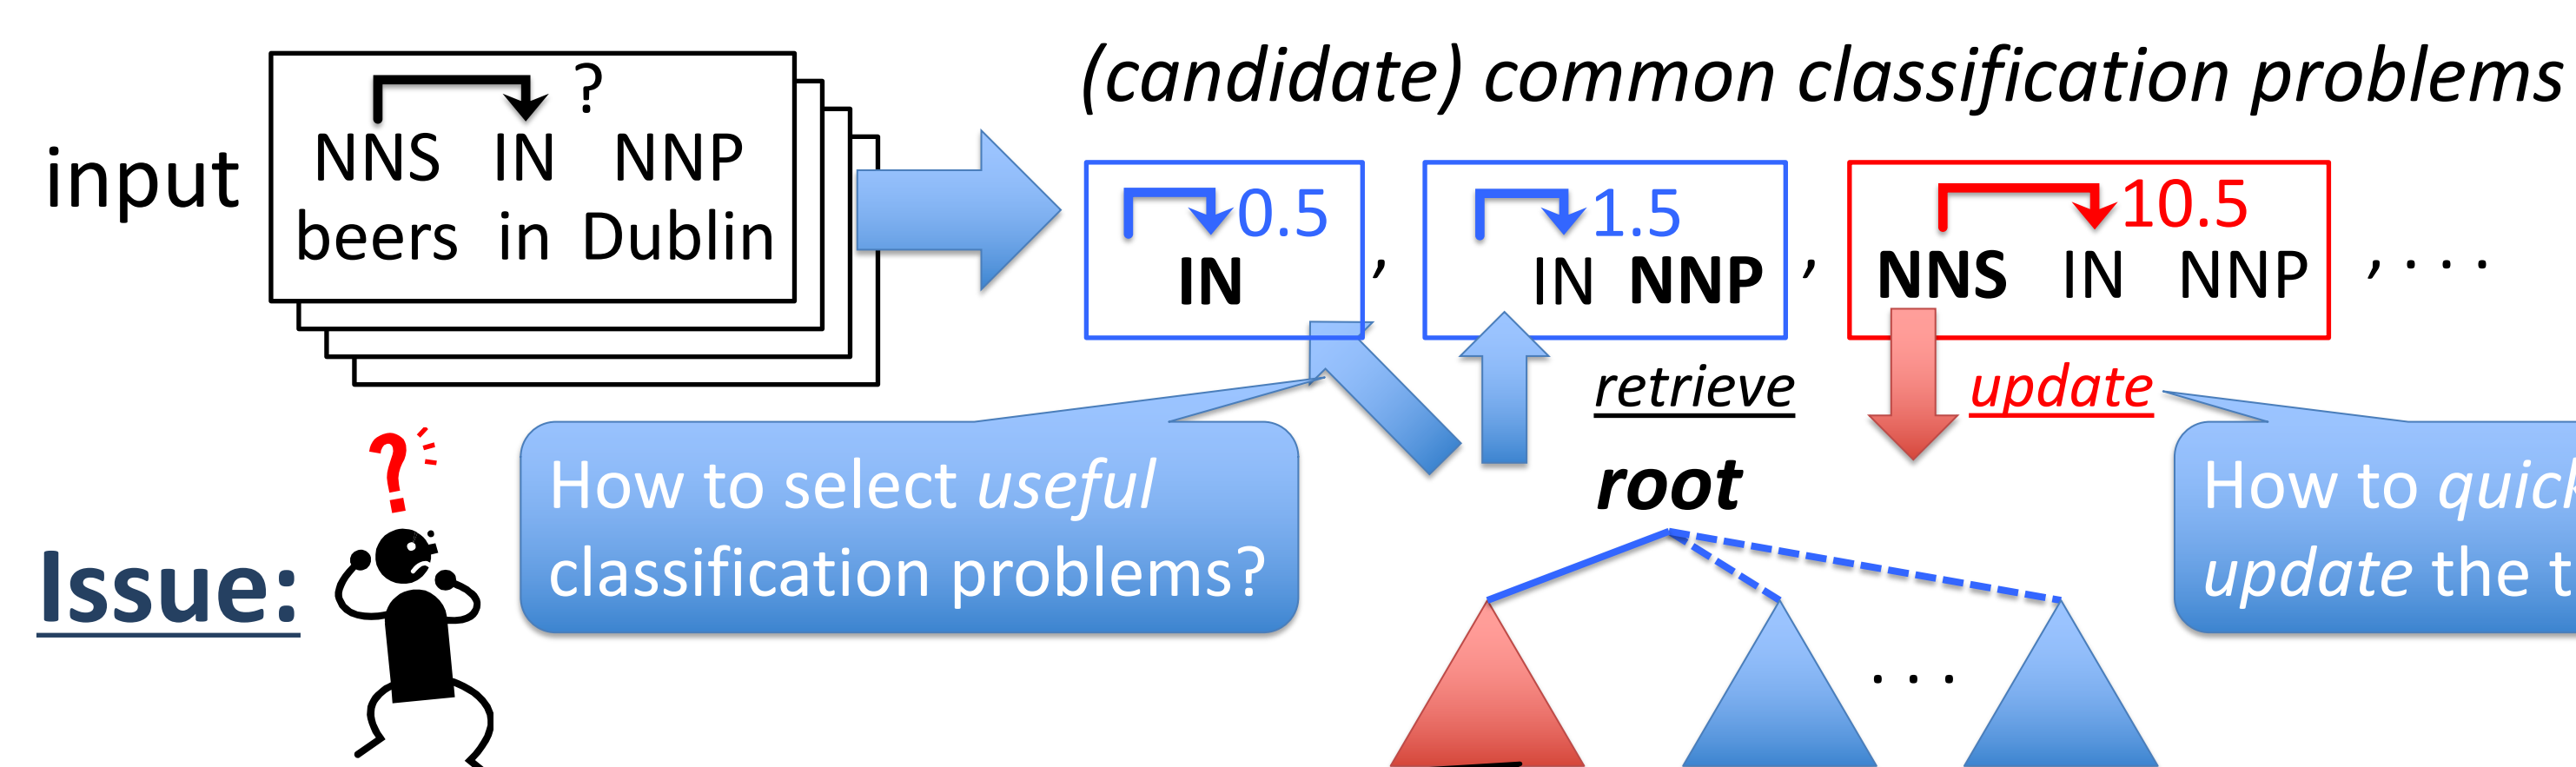 (candidate) common classification problems
input
?
NNS IN NNP
beers in Dublin
0.5
IN
,
1.5
IN NNP
,
10.5
NNS IN NNP
, . . .
retrieve
update
?
Issue:
How to select useful
classification problems?
root
How to
update the
. . .